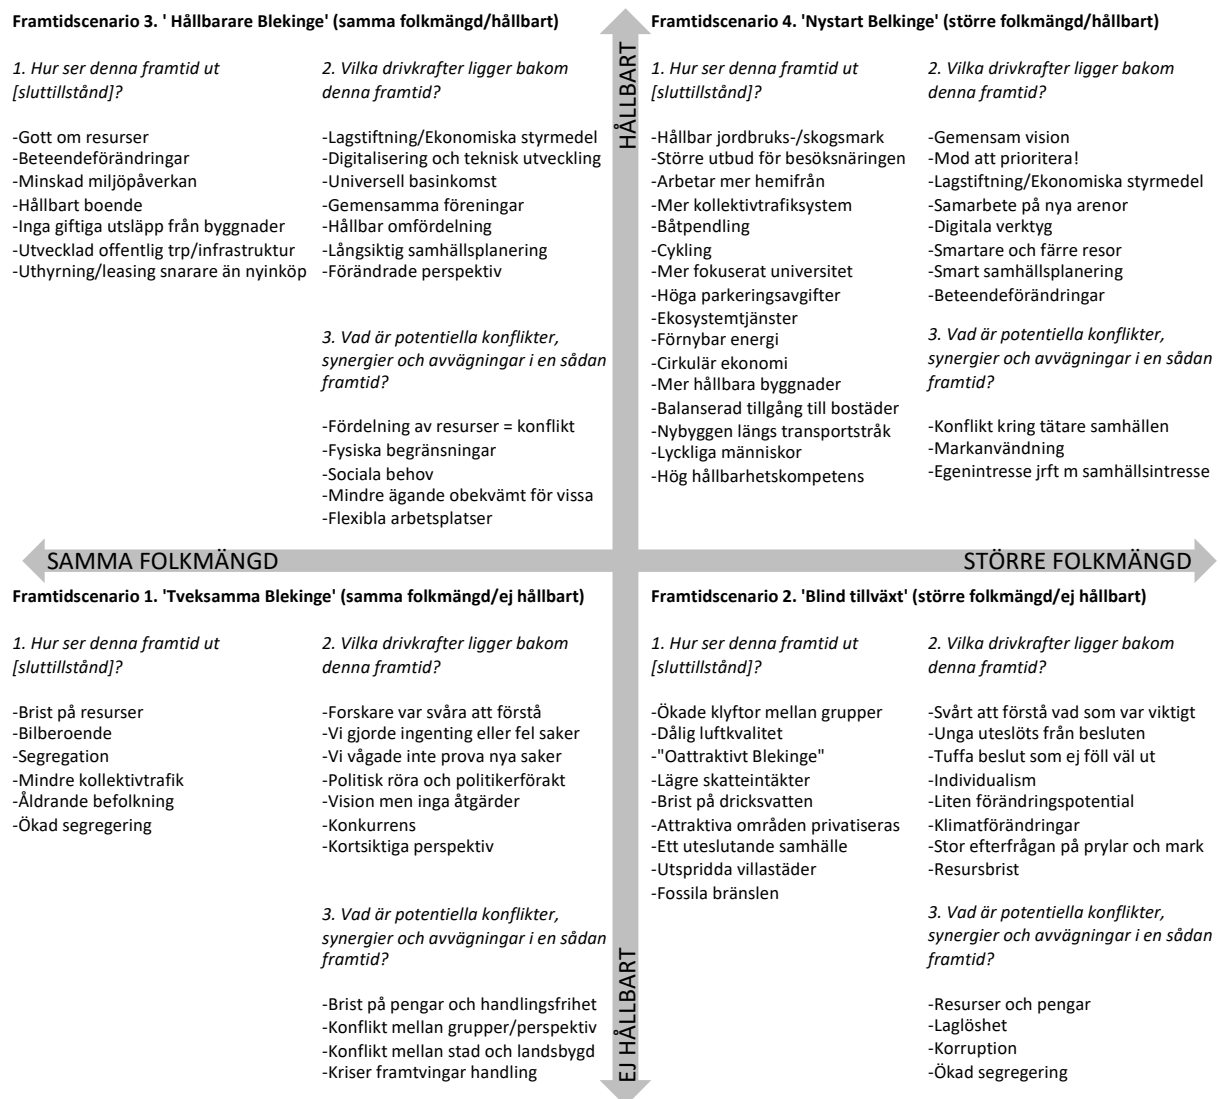 Framtidscenario 3. ' Hållbarare Blekinge' (samma folkmängd/hållbart)
1. Hur ser denna framtid ut
[sluttillstånd]?
-Gott om resurser
-Beteendeförändringar
-Minskad miljöpåverkan
-Hållbart boende
-Inga giftiga utsläpp från byggnader
-Utvecklad offentlig trp/infrastruktur
-Uthyrning/leasing snarare än nyinköp
2. Vilka drivkrafter ligger bakom
denna framtid?
-Lagstiftning/Ekonomiska styrmedel
-Digitalisering och teknisk utveckling
-Universell basinkomst
-Gemensamma föreningar
-Hållbar omfördelning
-Långsiktig samhällsplanering
-Förändrade perspektiv
3. Vad är potentiella konflikter,
synergier och avvägningar i en sådan
framtid?
-Fördelning av resurser = konflikt
-Fysiska begränsningar
-Sociala behov
-Mindre ägande obekvämt för vissa
-Flexibla arbetsplatser
HÅLLBART
Framtidscenario 4. 'Nystart Belkinge' (större folkmängd/hållbart)
1. Hur ser denna framtid ut
[sluttillstånd]?
-Hållbar jordbruks-/skogsmark
-Större utbud för besöksnäringen
-Arbetar mer hemifrån
-Mer kollektivtrafiksystem
-Båtpendling
-Cykling
-Mer fokuserat universitet
-Höga parkeringsavgifter
-Ekosystemtjänster
-Förnybar energi
-Cirkulär ekonomi
-Mer hållbara byggnader
-Balanserad tillgång till bostäder
-Nybyggen längs transportstråk
-Lyckliga människor
-Hög hållbarhetskompetens
2. Vilka drivkrafter ligger bakom
denna framtid?
-Gemensam vision
-Mod att prioritera!
-Lagstiftning/Ekonomiska styrmedel
-Samarbete på nya arenor
-Digitala verktyg
-Smartare och färre resor
-Smart samhällsplanering
-Beteendeförändringar
3. Vad är potentiella konflikter,
synergier och avvägningar i en sådan
framtid?
-Konflikt kring tätare samhällen
-Markanvändning
-Egenintresse jrft m samhällsintresse
SAMMA FOLKMÄNGD
STÖRRE FOLKMÄNGD
Framtidscenario 1. 'Tveksamma Blekinge' (samma folkmängd/ej hållbart)
1. Hur ser denna framtid ut
[sluttillstånd]?
-Brist på resurser
-Bilberoende
-Segregation
-Mindre kollektivtrafik
-Åldrande befolkning
-Ökad segregering
2. Vilka drivkrafter ligger bakom
denna framtid?
-Forskare var svåra att förstå
-Vi gjorde ingenting eller fel saker
-Vi vågade inte prova nya saker
-Politisk röra och politikerförakt
-Vision men inga åtgärder
-Konkurrens
-Kortsiktiga perspektiv
3. Vad är potentiella konflikter,
synergier och avvägningar i en sådan
framtid?
-Brist på pengar och handlingsfrihet
-Konflikt mellan grupper/perspektiv
-Konflikt mellan stad och landsbygd
-Kriser framtvingar handling
EJ HÅLLBART
Framtidscenario 2. 'Blind tillväxt' (större folkmängd/ej hållbart)
1. Hur ser denna framtid ut
[sluttillstånd]?
-Ökade klyftor mellan grupper
-Dålig luftkvalitet
-"Oattraktivt Blekinge"
-Lägre skatteintäkter
-Brist på dricksvatten
-Attraktiva områden privatiseras
-Ett uteslutande samhälle
-Utspridda villastäder
-Fossila bränslen
2. Vilka drivkrafter ligger bakom
denna framtid?
-Svårt att förstå vad som var viktigt
-Unga uteslöts från besluten
-Tuffa beslut som ej föll väl ut
-Individualism
-Liten förändringspotential
-Klimatförändringar
-Stor efterfrågan på prylar och mark
-Resursbrist
3. Vad är potentiella konflikter,
synergier och avvägningar i en sådan
framtid?
-Resurser och pengar
-Laglöshet
-Korruption
-Ökad segregering